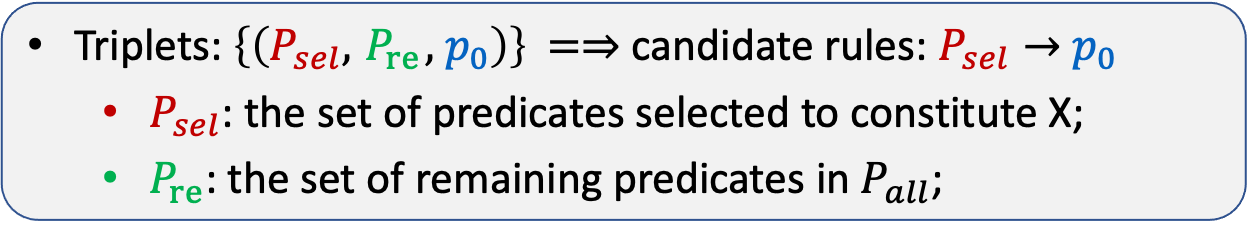 • Triplets: {(P_sel, P_re, p_0)} ==⇒ candidate rules: P_sel → p_0
• P_sel: the set of predicates selected to constitute X;
• P_re: the set of remaining predicates in P_all;